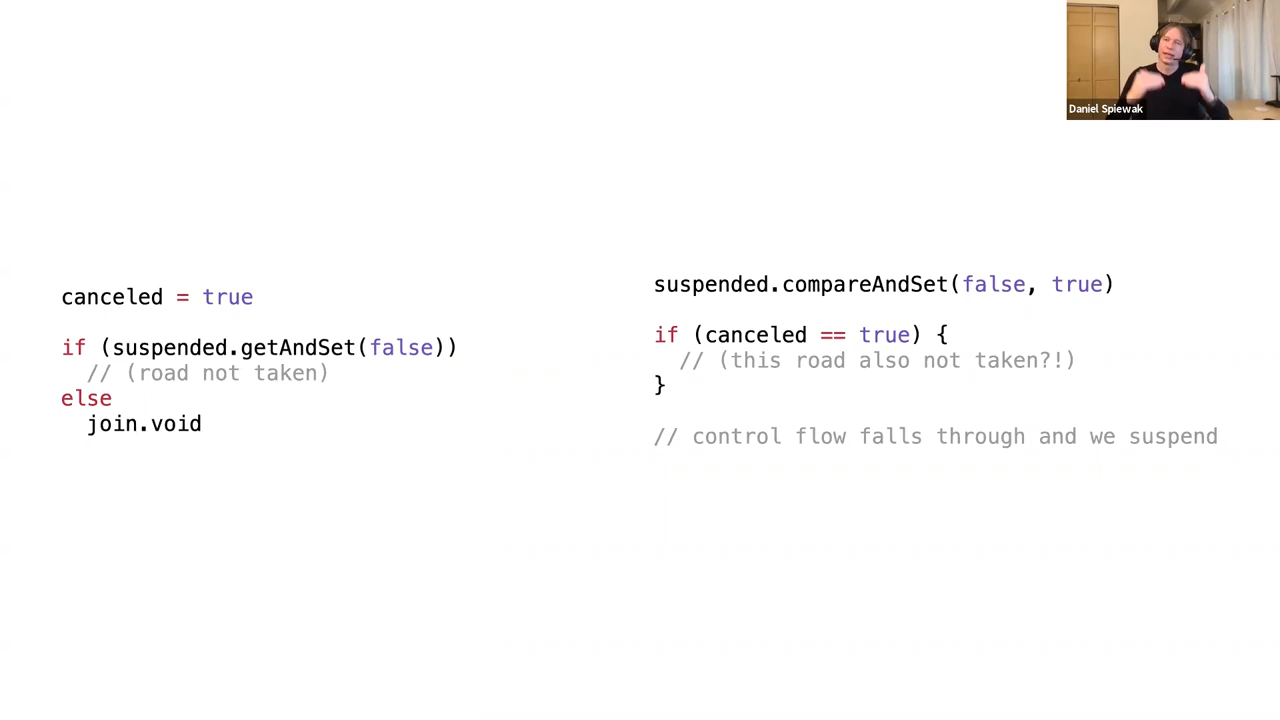 Daniel Spiewak
canceled = true
if (suspended.getAndSet(false))
// (road not taken)
else
join.void
suspended.compareAndSet(false, true)
if (canceled == true) {
// (this road also not taken?!)
}
// control flow falls through and we suspend